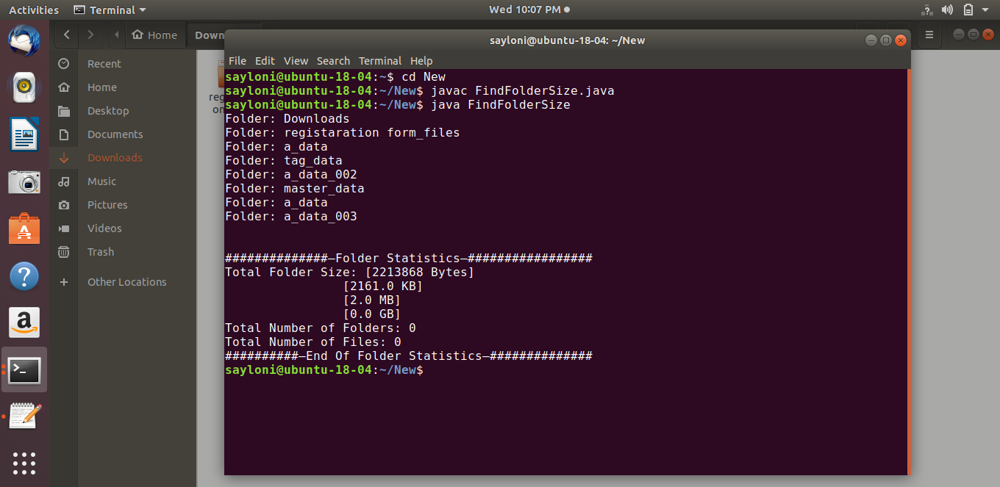 Activities Terminal Wed 10:07 PM
Home Down
sayloni@ubuntu-18-04: ~/New
File Edit View Search Terminal Help
Recent
Home
Desktop
Documents
Downloads
Music
Pictures
Videos
Trash
Other Locations
sayloni@ubuntu-18-04:~$ cd New
sayloni@ubuntu-18-04:~/New$ javac FindFolderSize.java
sayloni@ubuntu-18-04:~/New$ java FindFolderSize
Folder: Downloads
Folder: registaration form_files
Folder: a_data
Folder: tag_data
Folder: a_data_002
Folder: master_data
Folder: a_data
Folder: a_data_003
##############–Folder Statistics–#################
Total Folder Size: [2213868 Bytes]
[2161.0 KB]
[2.0 MB]
[0.0 GB]
Total Number of Folders: 0
Total Number of Files: 0
##########–End Of Folder Statistics–##############
sayloni@ubuntu-18-04:~/New$